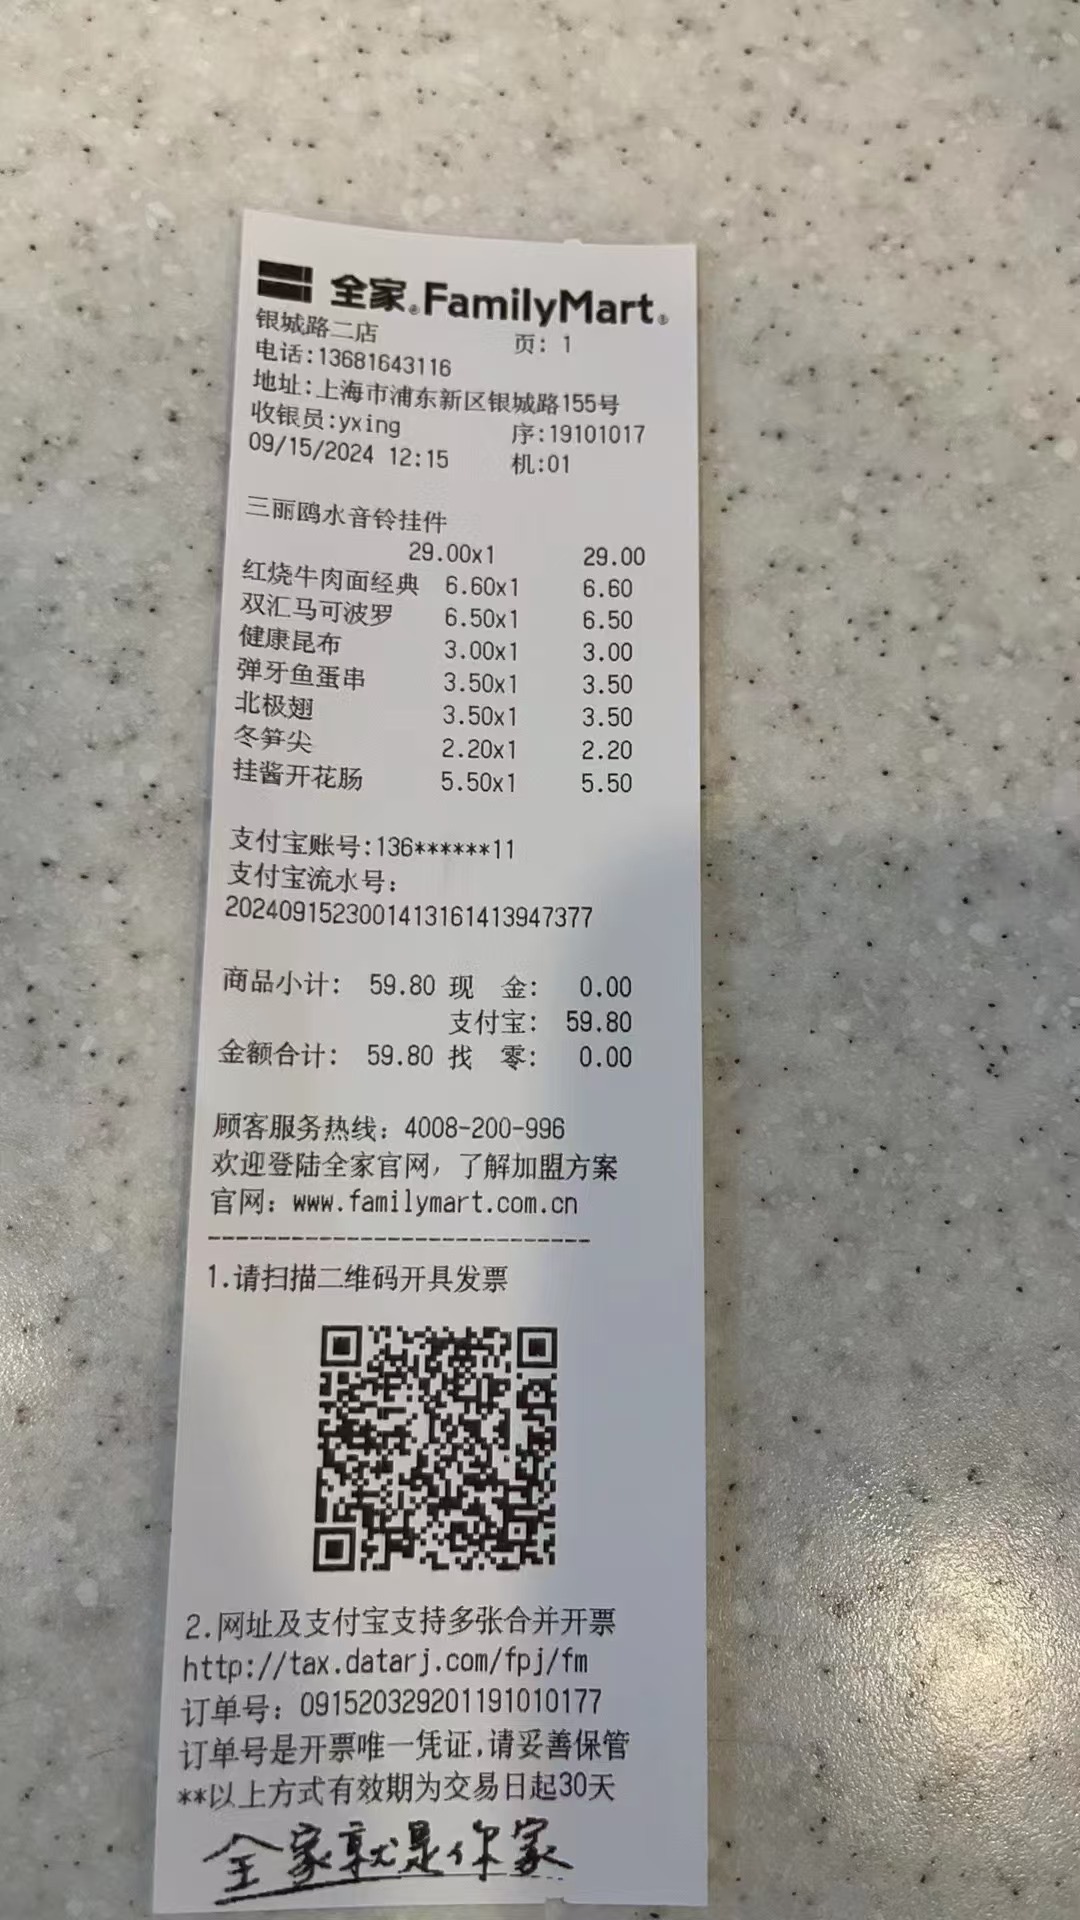 全家®FamilyMart®
银城路二店 页: 1
电话:13681643116
地址:上海市浦东新区银城路155号
收银员:yxing 序:19101017
09/15/2024 12:15 机:01
三丽鸥水音铃挂件
29.00x1 29.00
红烧牛肉面经典 6.60x1 6.60
双汇马可波罗 6.50x1 6.50
健康昆布 3.00x1 3.00
弹牙鱼蛋串 3.50x1 3.50
北极翅 3.50x1 3.50
冬笋尖 2.20x1 2.20
挂酱开花肠 5.50x1 5.50
支付宝账号:136******11
支付宝流水号:
2024091523001413161413947377
商品小计: 59.80 现 金: 0.00
支付宝: 59.80
金额合计: 59.80 找 零: 0.00
顾客服务热线: 4008-200-996
欢迎登陆全家官网, 了解加盟方案
官网: www.familymart.com.cn
1.请扫描二维码开具发票
2.网址及支付宝支持多张合并开票
http://tax.datarj.com/fpj/fm
订单号: 091520329201191010177
订单号是开票唯一凭证,请妥善保管
**以上方式有效期为交易日起30天
全家就是你家